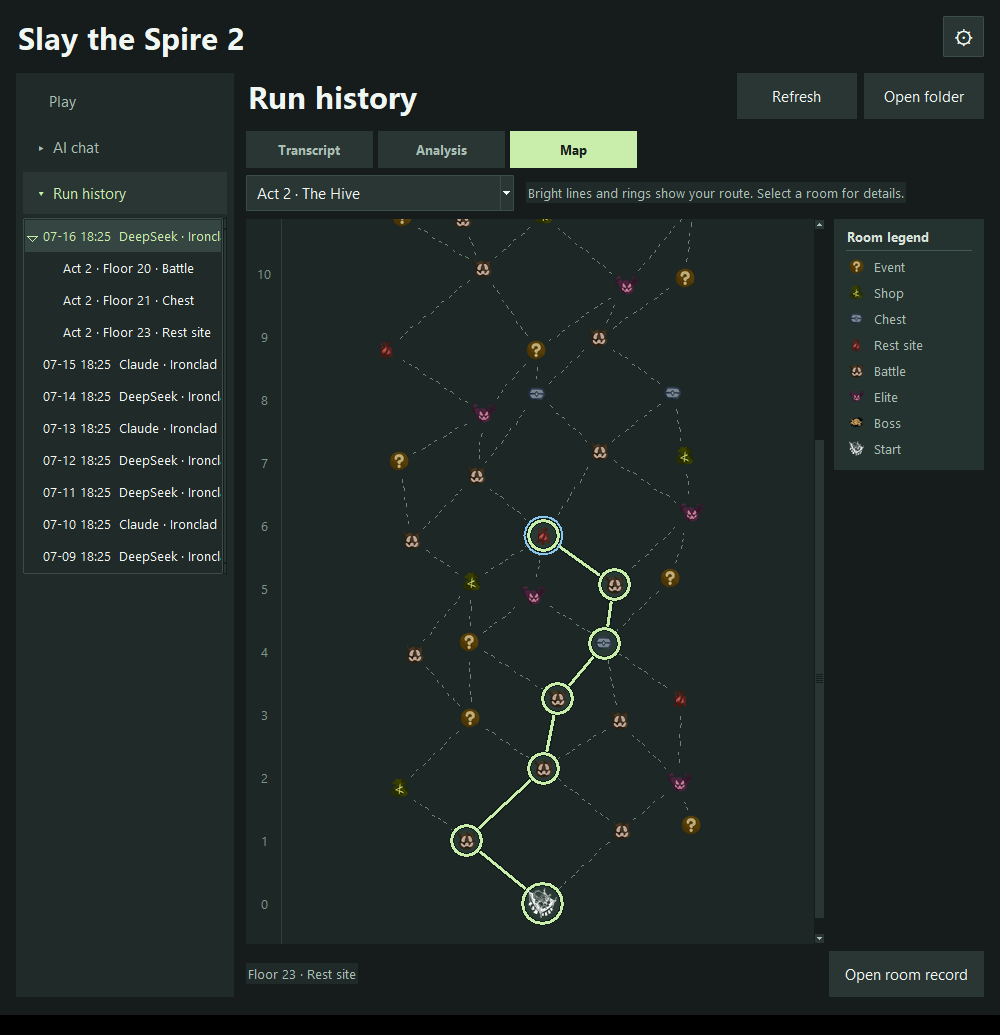 Slay the Spire 2
Play
AI chat
Run history
07-16 18:25 DeepSeek · Ironcl
Act 2 · Floor 20 · Battle
Act 2 · Floor 21 · Chest
Act 2 · Floor 23 · Rest site
07-15 18:25 Claude · Ironclad
07-14 18:25 DeepSeek · Ironcl
07-13 18:25 Claude · Ironclad
07-12 18:25 DeepSeek · Ironcl
07-11 18:25 DeepSeek · Ironcl
07-10 18:25 Claude · Ironclad
07-09 18:25 DeepSeek · Ironcl
Run history
Refresh
Open folder
Transcript
Analysis
Map
Act 2 · The Hive
Bright lines and rings show your route. Select a room for details.
10
9
8
7
6
5
4
3
2
1
0
Room legend
Event
Shop
Chest
Rest site
Battle
Elite
Boss
Start
Floor 23 · Rest site
Open room record